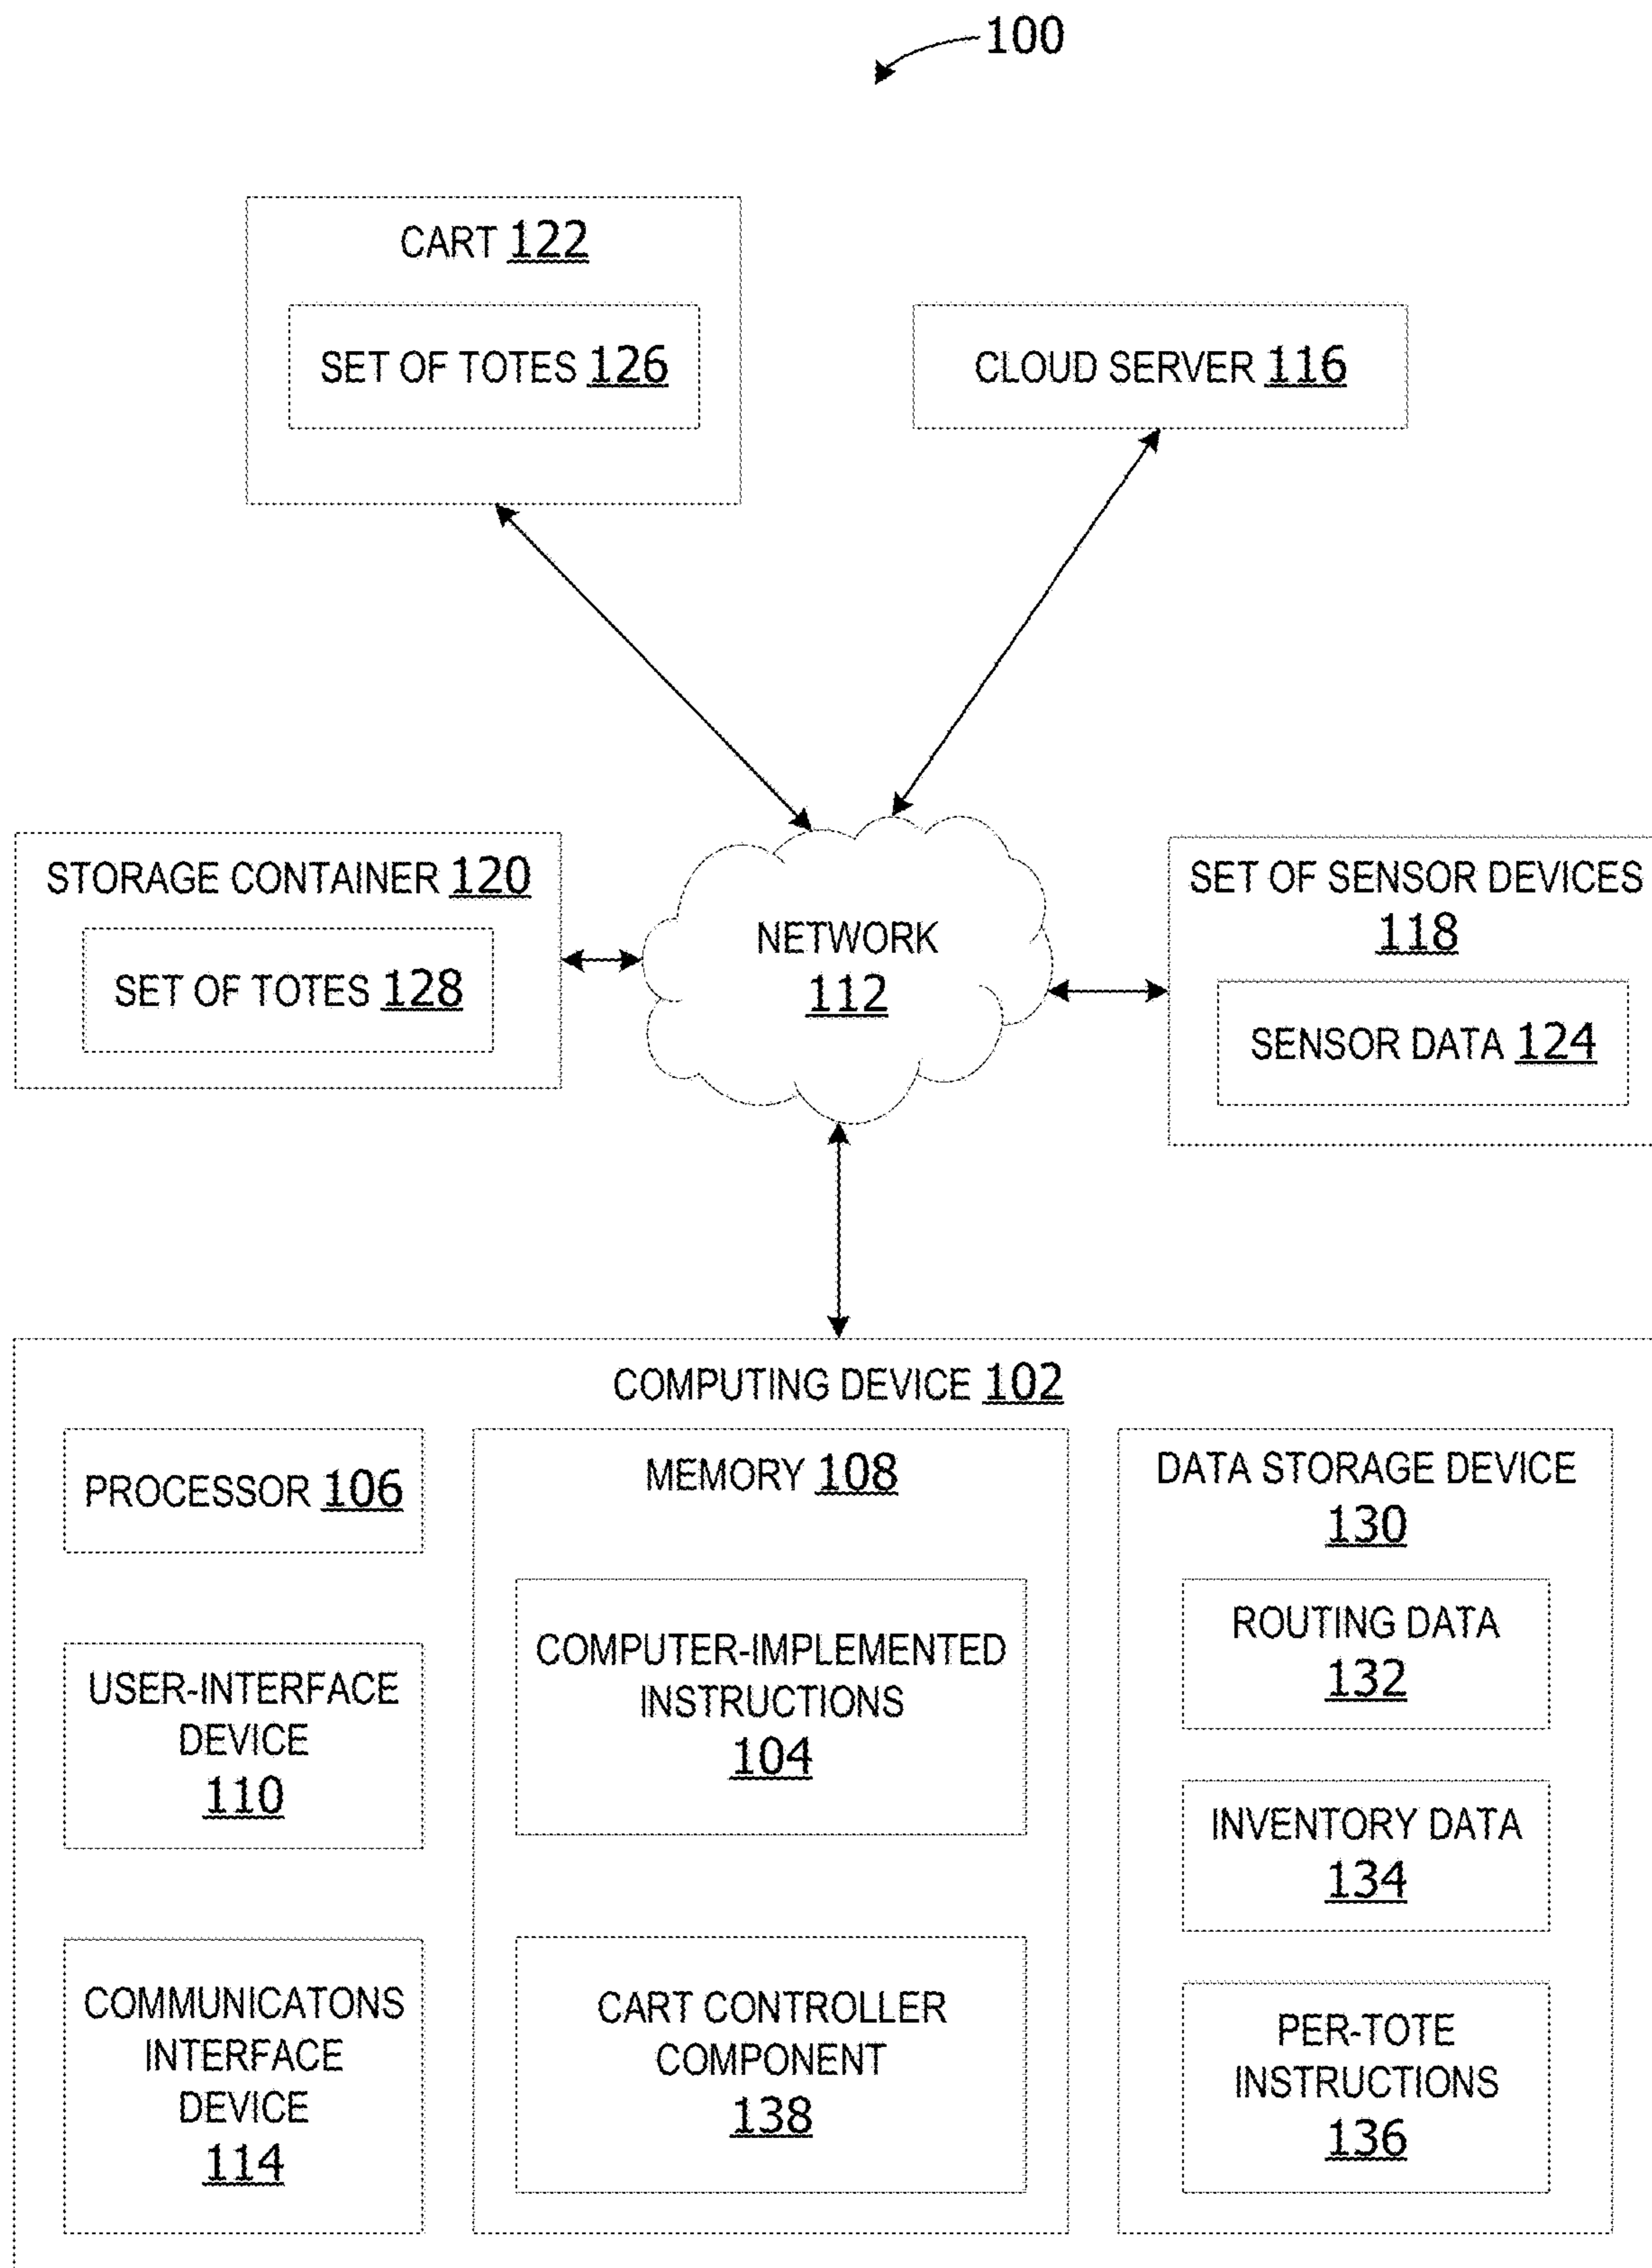 100
CART 122
SET OF TOTES 126
CLOUD SERVER 116
STORAGE CONTAINER 120
SET OF TOTES 128
NETWORK
112
SET OF SENSOR DEVICES
118
SENSOR DATA 124
COMPUTING DEVICE 102
PROCESSOR 106
USER-INTERFACE
DEVICE
110
COMMUNICATONS
INTERFACE
DEVICE
114
MEMORY 108
COMPUTER-IMPLEMENTED
INSTRUCTIONS
104
CART CONTROLLER
COMPONENT
138
DATA STORAGE DEVICE
130
ROUTING DATA
132
INVENTORY DATA
134
PER-TOTE
INSTRUCTIONS
136